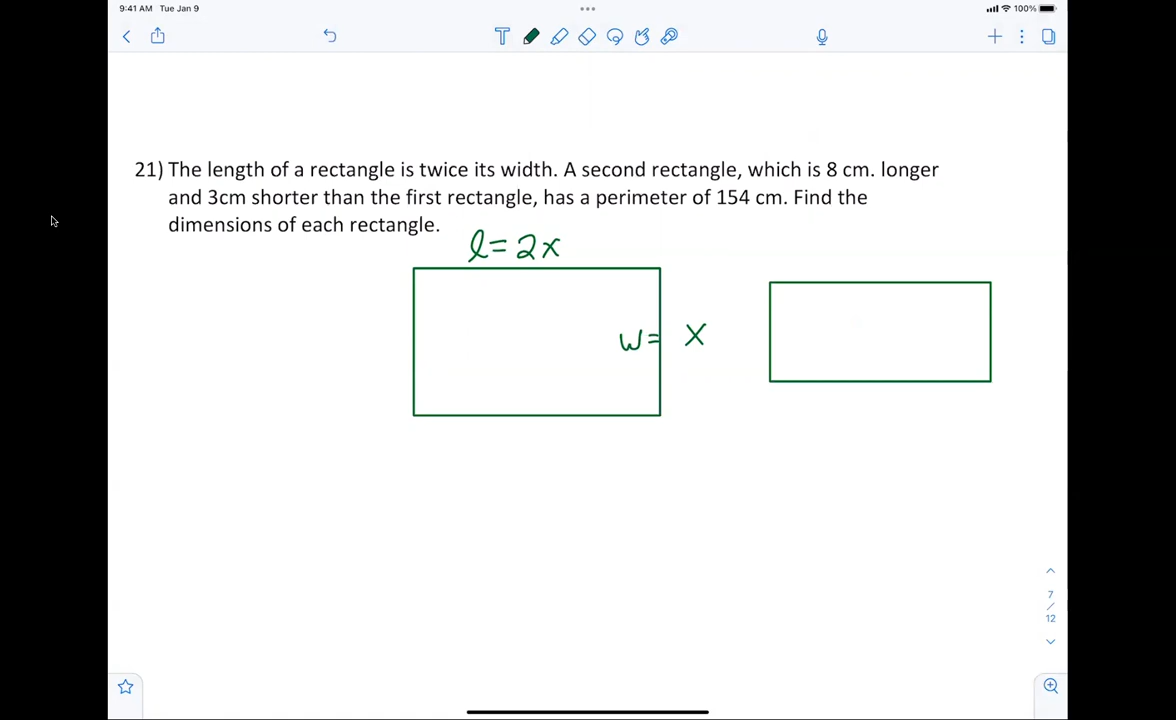 9:41 AM Tue Jan 9
100%
21) The length of a rectangle is twice its width. A second rectangle, which is 8 cm. longer
and 3cm shorter than the first rectangle, has a perimeter of 154 cm. Find the
dimensions of each rectangle.
l = 2x
w = x
7
/
12